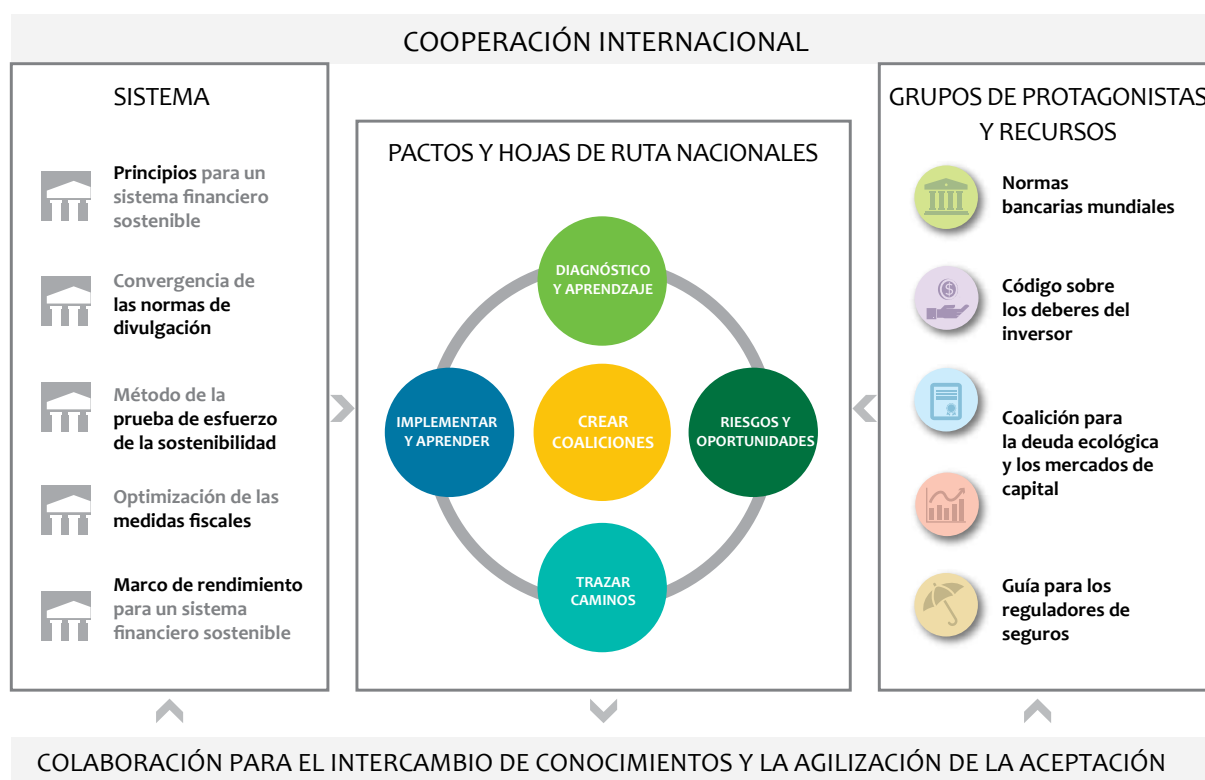 COOPERACIÓN INTERNACIONAL
SISTEMA
Principios para un
sistema financiero
sostenible
Convergencia de
las normas de
divulgación
Método de la
prueba de esfuerzo
de la sostenibilidad
Optimización de las
medidas fiscales
Marco de rendimiento
para un sistema
financiero sostenible
PACTOS Y HOJAS DE RUTA NACIONALES
DIAGNÓSTICO
Y APRENDZAJE
IMPLEMENTAR
Y APRENDER
CREAR
COALICIONES
RIESGOS Y
OPORTUNIDADES
TRAZAR
CAMINOS
GRUPOS DE PROTAGONISTAS
Y RECURSOS
Normas
bancarias mundiales
Código sobre
los deberes del
inversor
Coalición para
la deuda ecológica
y los mercados de
capital
Guía para los
reguladores de
seguros
COLABORACIÓN PARA EL INTERCAMBIO DE CONOCIMIENTOS Y LA AGILIZACIÓN DE LA ACEPTACIÓN